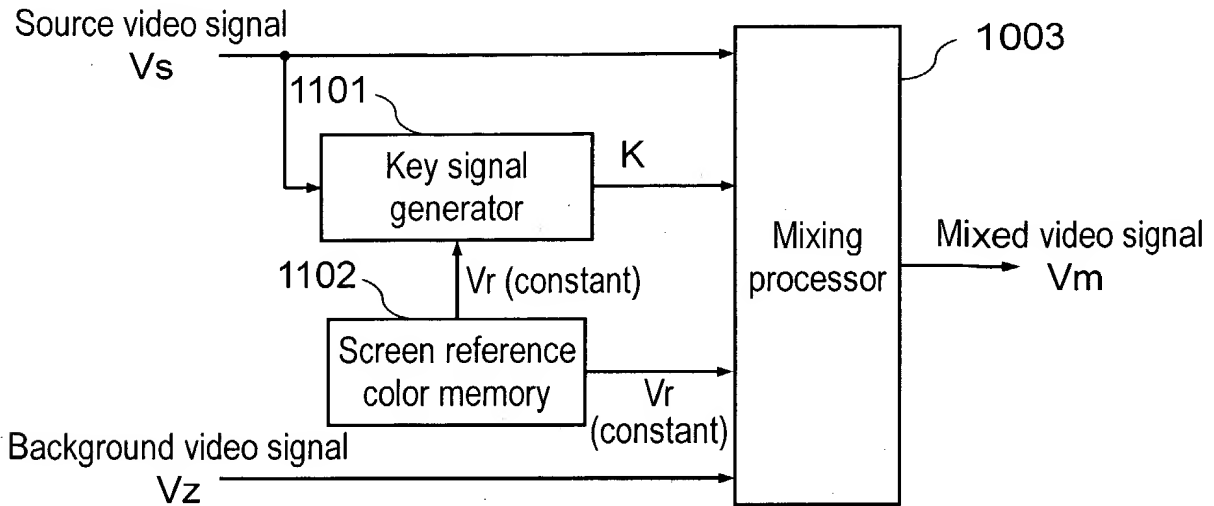 Source video signal
Vs
1003
1101
Key signal
generator
K
Mixing
processor
Mixed video signal
Vm
1102
Vr (constant)
Screen reference
color memory
Vr
(constant)
Background video signal
Vz